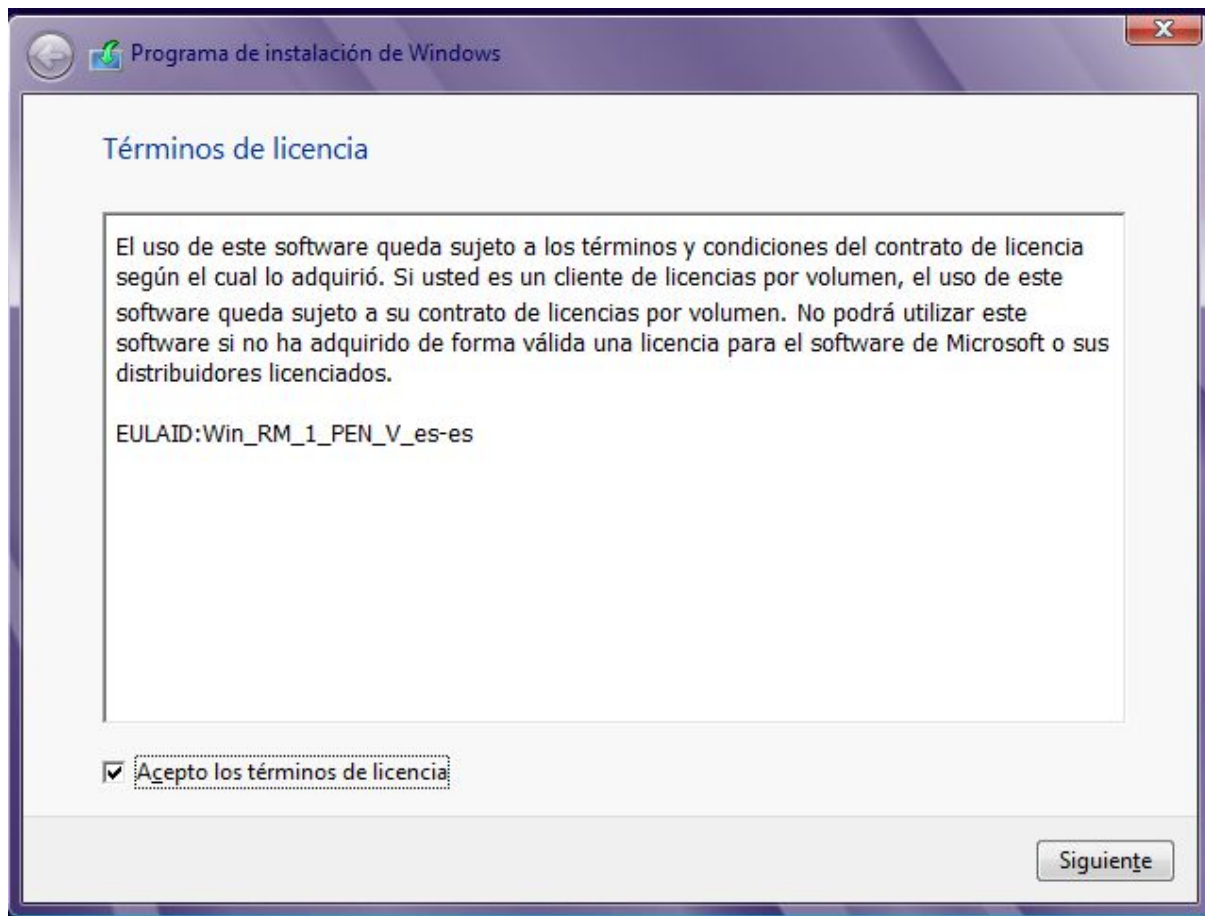 Programa de instalación de Windows
Términos de licencia
El uso de este software queda sujeto a los términos y condiciones del contrato de licencia
según el cual lo adquirió. Si usted es un cliente de licencias por volumen, el uso de este
software queda sujeto a su contrato de licencias por volumen. No podrá utilizar este
software si no ha adquirido de forma válida una licencia para el software de Microsoft o sus
distribuidores licenciados.
EULAID:Win_RM_1_PEN_V_es-es
Acepto los términos de licencia
Siguiente